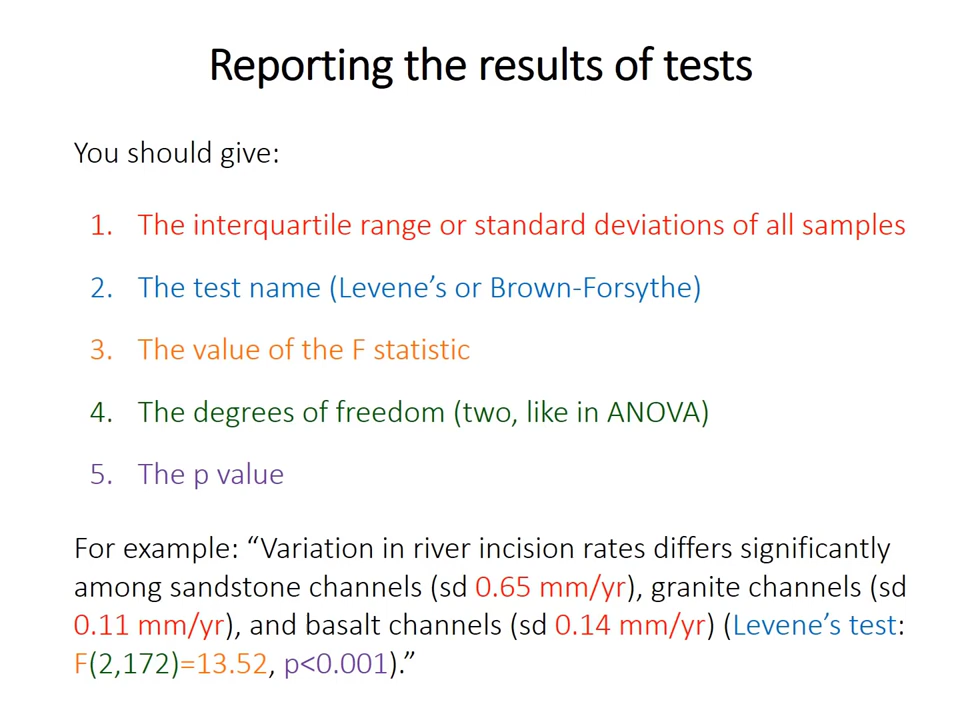 Reporting the results of tests
You should give:
1. The interquartile range or standard deviations of all samples
2. The test name (Levene’s or Brown-Forsythe)
3. The value of the F statistic
4. The degrees of freedom (two, like in ANOVA)
5. The p value
For example: “Variation in river incision rates differs significantly
among sandstone channels (sd 0.65 mm/yr), granite channels (sd
0.11 mm/yr), and basalt channels (sd 0.14 mm/yr) (Levene’s test:
F(2,172)=13.52, p<0.001).”